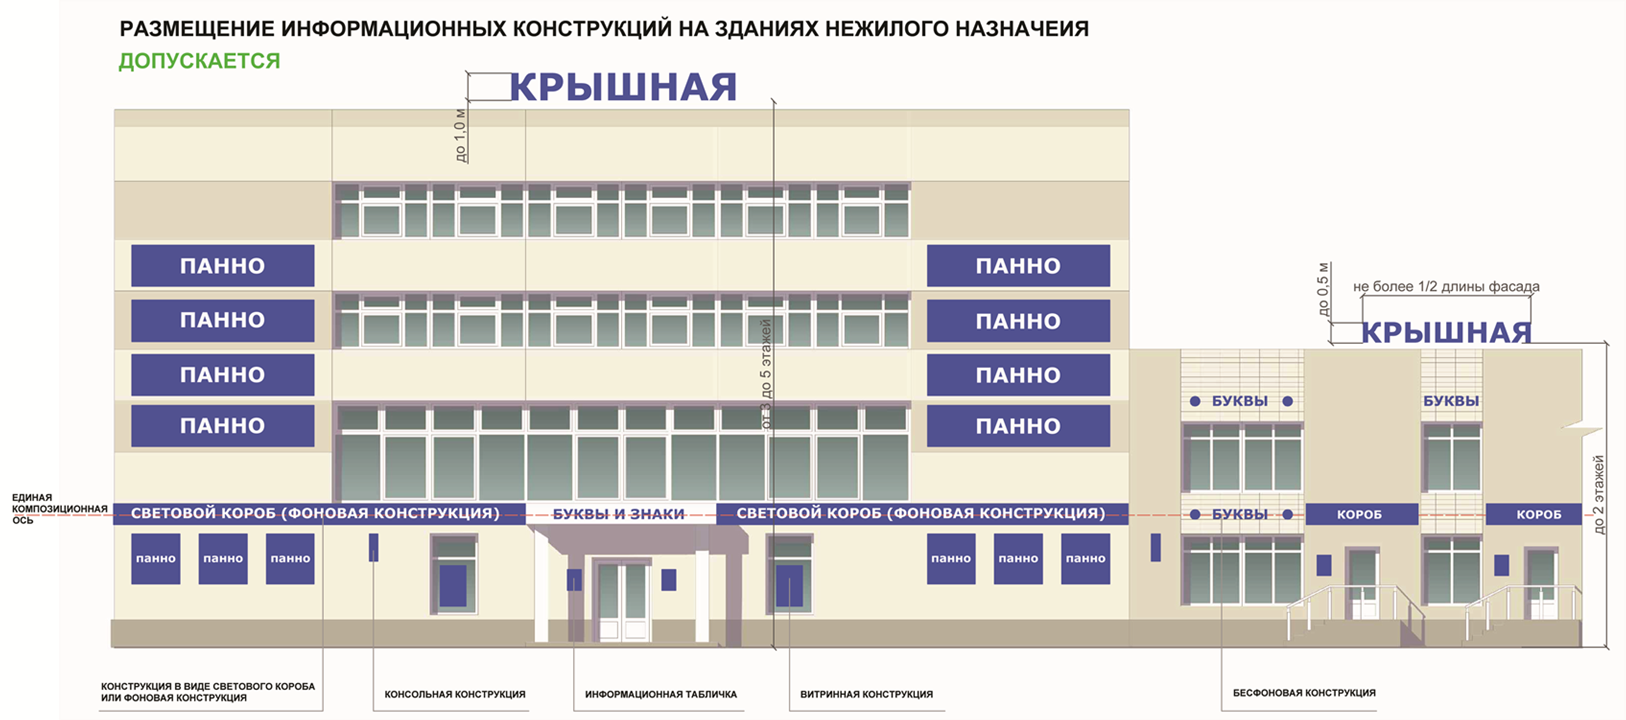 РАЗМЕЩЕНИЕ ИНФОРМАЦИОННЫХ КОНСТРУКЦИЙ НА ЗДАНИЯХ НЕЖИЛОГО НАЗНАЧЕИЯ
ДОПУСКАЕТСЯ
КРЫШНАЯ
до 1,0 м
от 3 до 5 этажей
ПАННО
ПАННО
ПАННО
ПАННО
ПАННО
ПАННО
ПАННО
ПАННО
до 0,5 м
не более 1/2 длины фасада
КРЫШНАЯ
БУКВЫ
БУКВЫ
до 2 этажей
ЕДИНАЯ
КОМПОЗИЦИОННАЯ
ОСЬ
СВЕТОВОЙ КОРОБ (ФОНОВАЯ КОНСТРУКЦИЯ)
БУКВЫ И ЗНАКИ
СВЕТОВОЙ КОРОБ (ФОНОВАЯ КОНСТРУКЦИЯ)
БУКВЫ
КОРОБ
КОРОБ
панно
панно
панно
панно
панно
панно
КОНСТРУКЦИЯ В ВИДЕ СВЕТОВОГО КОРОБА
ИЛИ ФОНОВАЯ КОНСТРУКЦИЯ
КОНСОЛЬНАЯ КОНСТРУКЦИЯ
ИНФОРМАЦИОННАЯ ТАБЛИЧКА
ВИТРИННАЯ КОНСТРУКЦИЯ
БЕСФОНОВАЯ КОНСТРУКЦИЯ